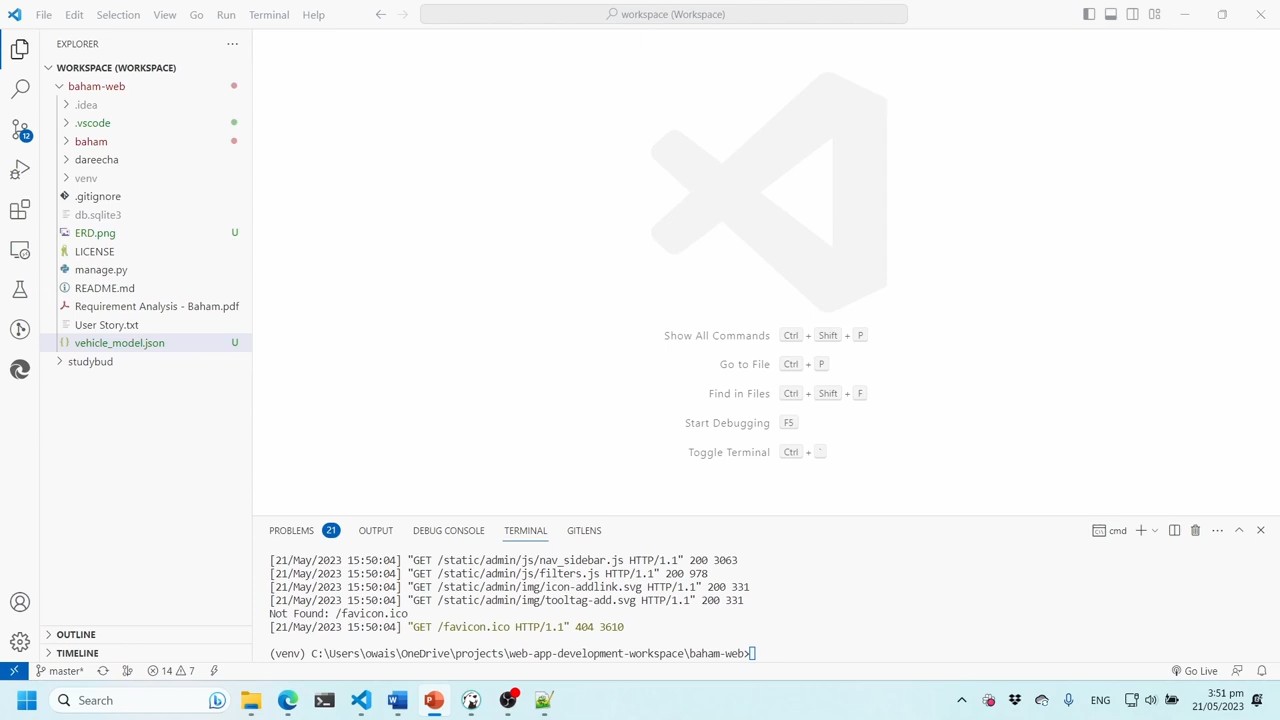 File Edit Selection View Go Run Terminal Help
workspace (Workspace)
EXPLORER
WORKSPACE (WORKSPACE)
baham-web
.idea
.vscode
baham
dareecha
venv
.gitignore
db.sqlite3
ERD.png U
LICENSE
manage.py
README.md
Requirement Analysis - Baham.pdf
User Story.txt
vehicle_model.json U
studybud
12
OUTLINE
TIMELINE
Show All Commands Ctrl + Shift + P
Go to File Ctrl + P
Find in Files Ctrl + Shift + F
Start Debugging F5
Toggle Terminal Ctrl + `
PROBLEMS 21 OUTPUT DEBUG CONSOLE TERMINAL GITLENS
cmd
[21/May/2023 15:50:04] "GET /static/admin/js/nav_sidebar.js HTTP/1.1" 200 3063
[21/May/2023 15:50:04] "GET /static/admin/js/filters.js HTTP/1.1" 200 978
[21/May/2023 15:50:04] "GET /static/admin/img/icon-addlink.svg HTTP/1.1" 200 331
[21/May/2023 15:50:04] "GET /static/admin/img/tooltag-add.svg HTTP/1.1" 200 331
Not Found: /favicon.ico
[21/May/2023 15:50:04] "GET /favicon.ico HTTP/1.1" 404 3610
(venv) C:\Users\owais\OneDrive\projects\web-app-development-workspace\baham-web>
master* 14 7 Go Live
Search ENG
3:51 pm
21/05/2023